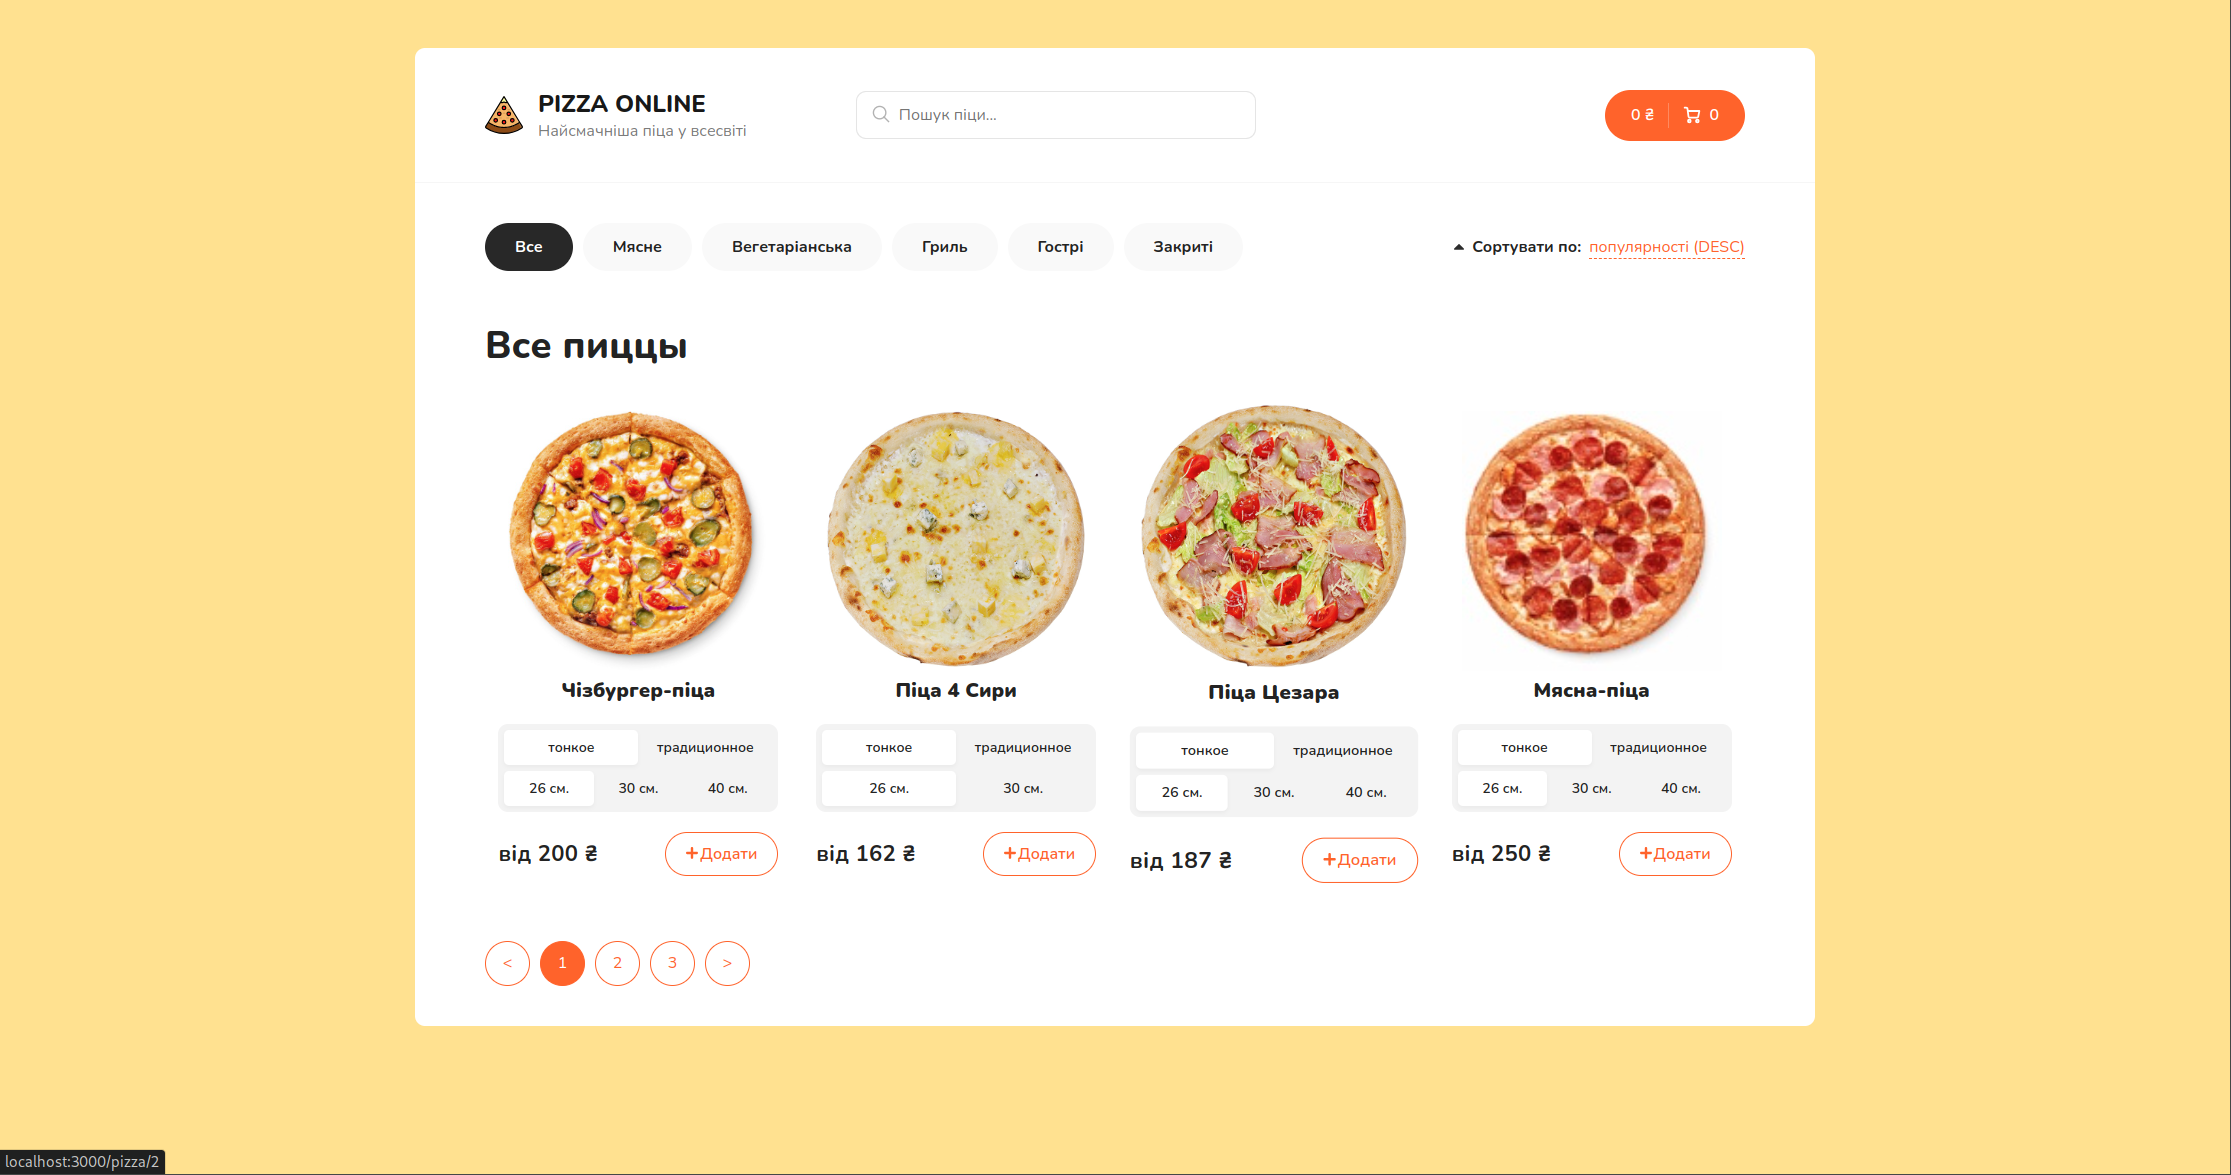 PIZZA ONLINE
Найсмачніша піца у всесвіті
Пошук піци...
0 ₴ 0
Все Мясне Вегетаріанська Гриль Гострі Закриті Сортувати по: популярності (DESC)
Все пиццы
Чізбургер-піца Піца 4 Сири Піца Цезара Мясна-піца
тонкое традиционное тонкое традиционное тонкое традиционное тонкое традиционное
26 см. 30 см. 40 см. 26 см. 30 см. 26 см. 30 см. 40 см. 26 см. 30 см. 40 см.
від 200 ₴ +Додати від 162 ₴ +Додати від 187 ₴ +Додати від 250 ₴ +Додати
< 1 2 3 >
localhost:3000/pizza/2